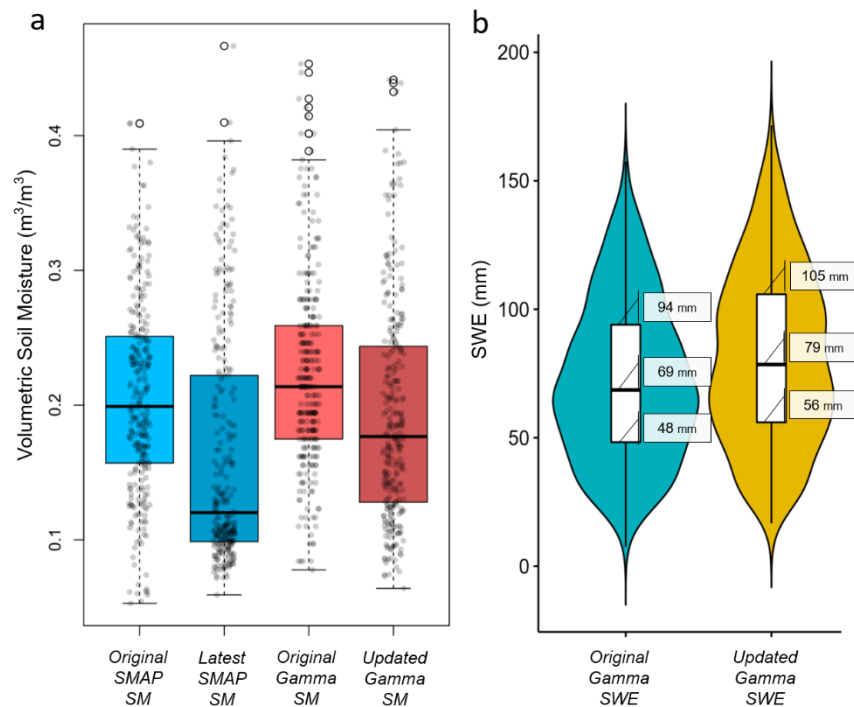 a
Volumetric Soil Moisture (m³/m³)
0.4
0.3
0.2
0.1
Original
SMAP
SM
Latest
SMAP
SM
Original
Gamma
SM
Updated
Gamma
SM
b
SWE (mm)
200
150
100
50
0
94 mm
69 mm
48 mm
105 mm
79 mm
56 mm
Original
Gamma
SWE
Updated
Gamma
SWE